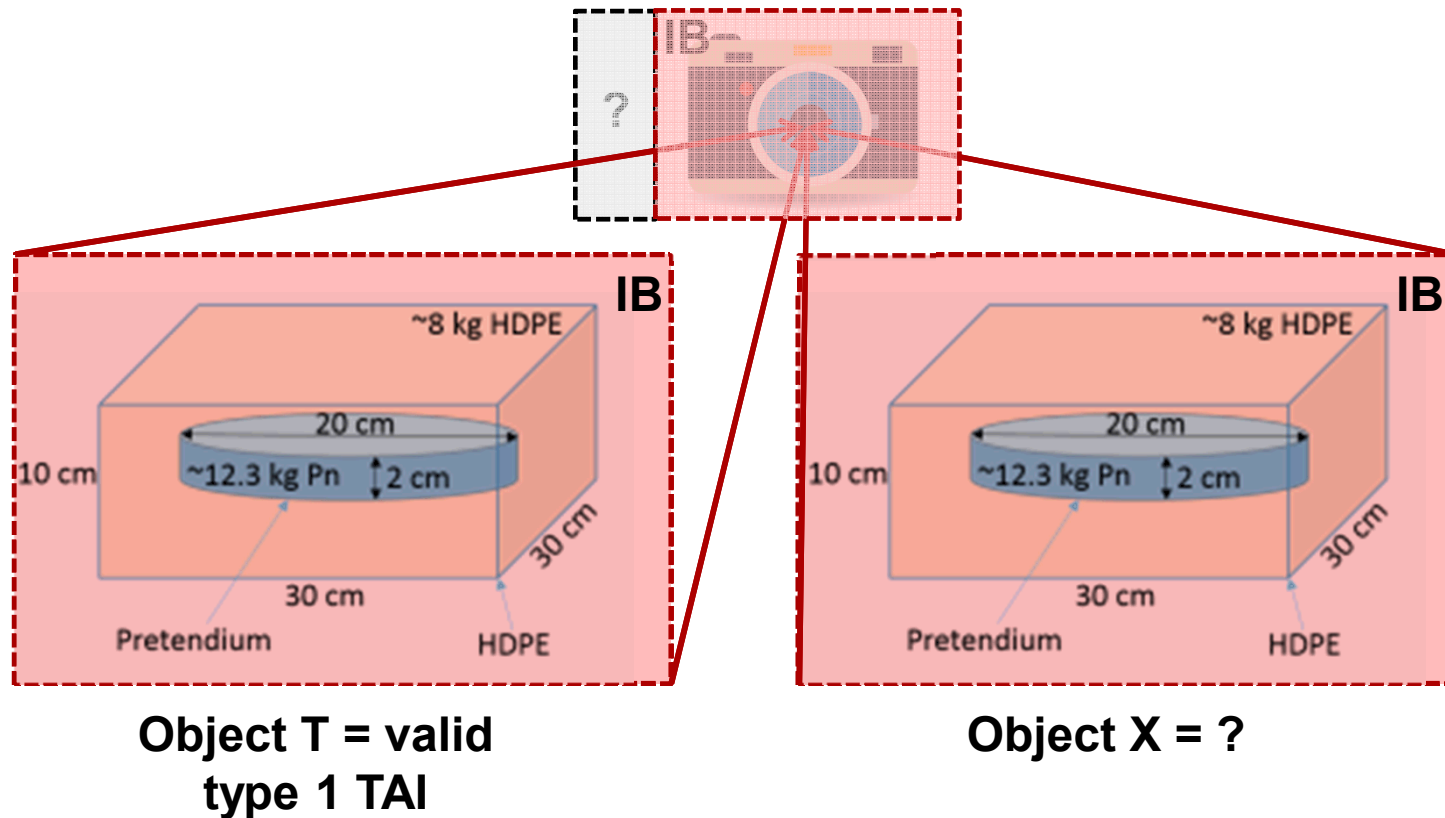 IB
?
IB
~8 kg HDPE
20 cm
10 cm
~12.3 kg Pn
2 cm
30 cm
30 cm
Pretendium
HDPE
IB
~8 kg HDPE
20 cm
10 cm
~12.3 kg Pn
2 cm
30 cm
30 cm
Pretendium
HDPE
Object T = valid
type 1 TAI
Object X = ?